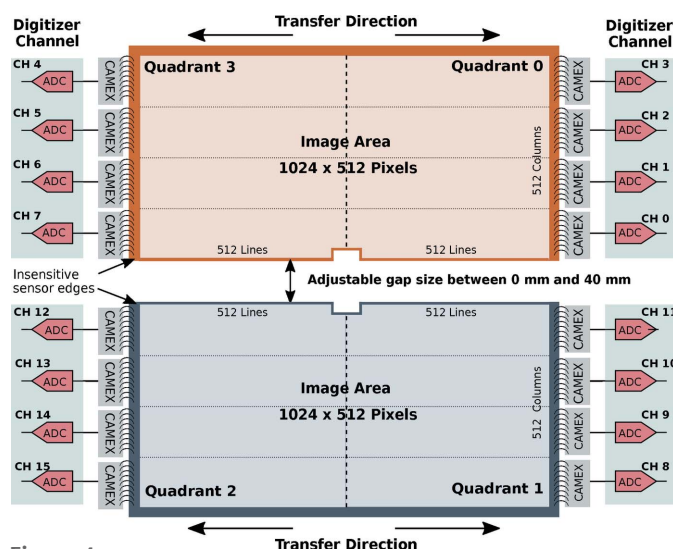 Transfer Direction
Digitizer
Channel
Digitizer
Channel
CH 4
ADC
CAMEX
Quadrant 3
Quadrant 0
CAMEX
ADC
CH 3
CH 5
ADC
CAMEX
Image Area
1024 x 512 Pixels
512 Columns
CAMEX
ADC
CH 2
CH 6
ADC
CAMEX
CAMEX
ADC
CH 1
CH 7
ADC
CAMEX
512 Lines
512 Lines
CAMEX
ADC
CH 0
Insensitive
sensor edges
Adjustable gap size between 0 mm and 40 mm
CH 12
ADC
CAMEX
512 Lines
512 Lines
CAMEX
ADC
CH 11
CH 13
ADC
CAMEX
Image Area
1024 x 512 Pixels
512 Columns
CAMEX
ADC
CH 10
CH 14
ADC
CAMEX
CAMEX
ADC
CH 9
CH 15
ADC
CAMEX
Quadrant 2
Quadrant 1
CAMEX
ADC
CH 8
Transfer Direction